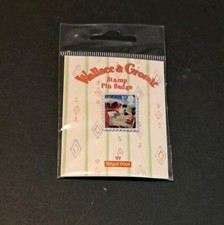 Wallace & Gromit
Stamp
Pin Badge
Royal Mail